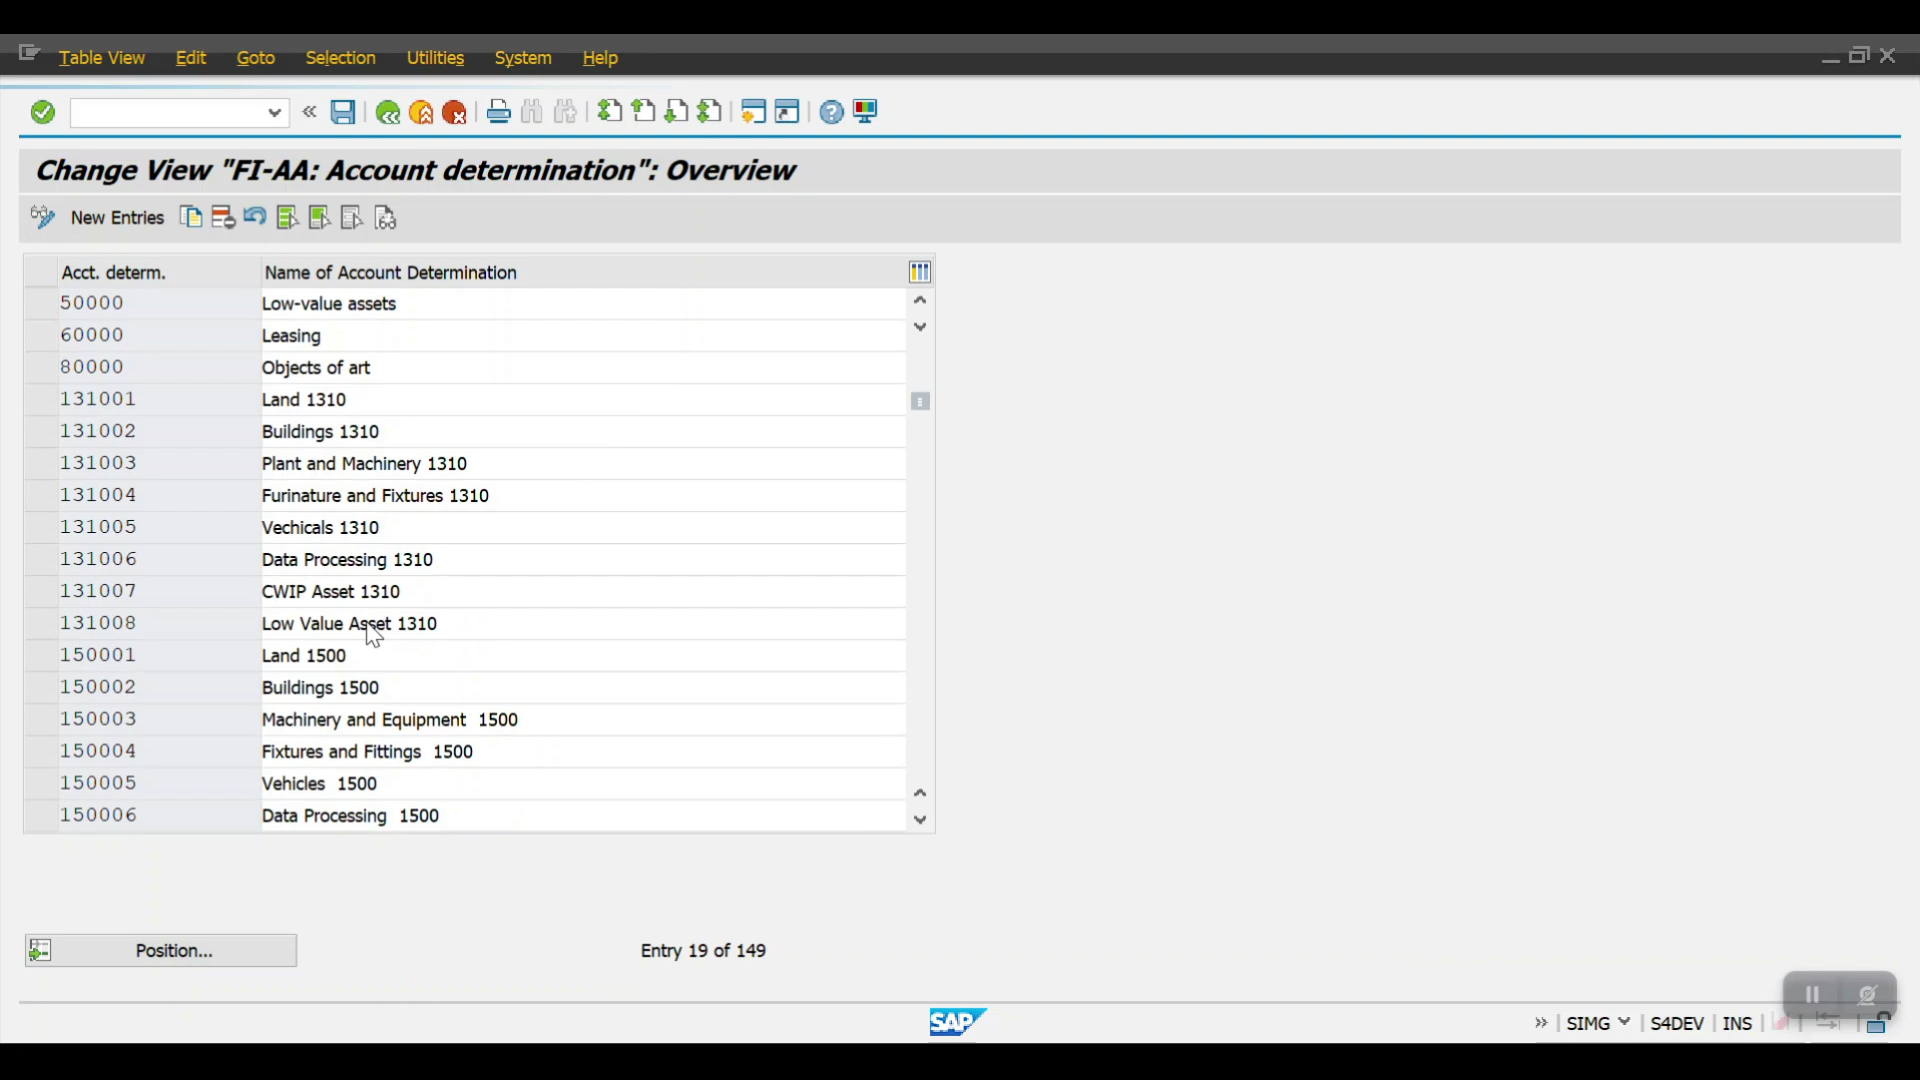 Table View Edit Goto Selection Utilities System Help
Change View "FI-AA: Account determination": Overview
New Entries
Acct. determ. Name of Account Determination
50000 Low-value assets
60000 Leasing
80000 Objects of art
131001 Land 1310
131002 Buildings 1310
131003 Plant and Machinery 1310
131004 Furinature and Fixtures 1310
131005 Vechicals 1310
131006 Data Processing 1310
131007 CWIP Asset 1310
131008 Low Value Asset 1310
150001 Land 1500
150002 Buildings 1500
150003 Machinery and Equipment 1500
150004 Fixtures and Fittings 1500
150005 Vehicles 1500
150006 Data Processing 1500
Position... Entry 19 of 149
SAP SIMG S4DEV INS